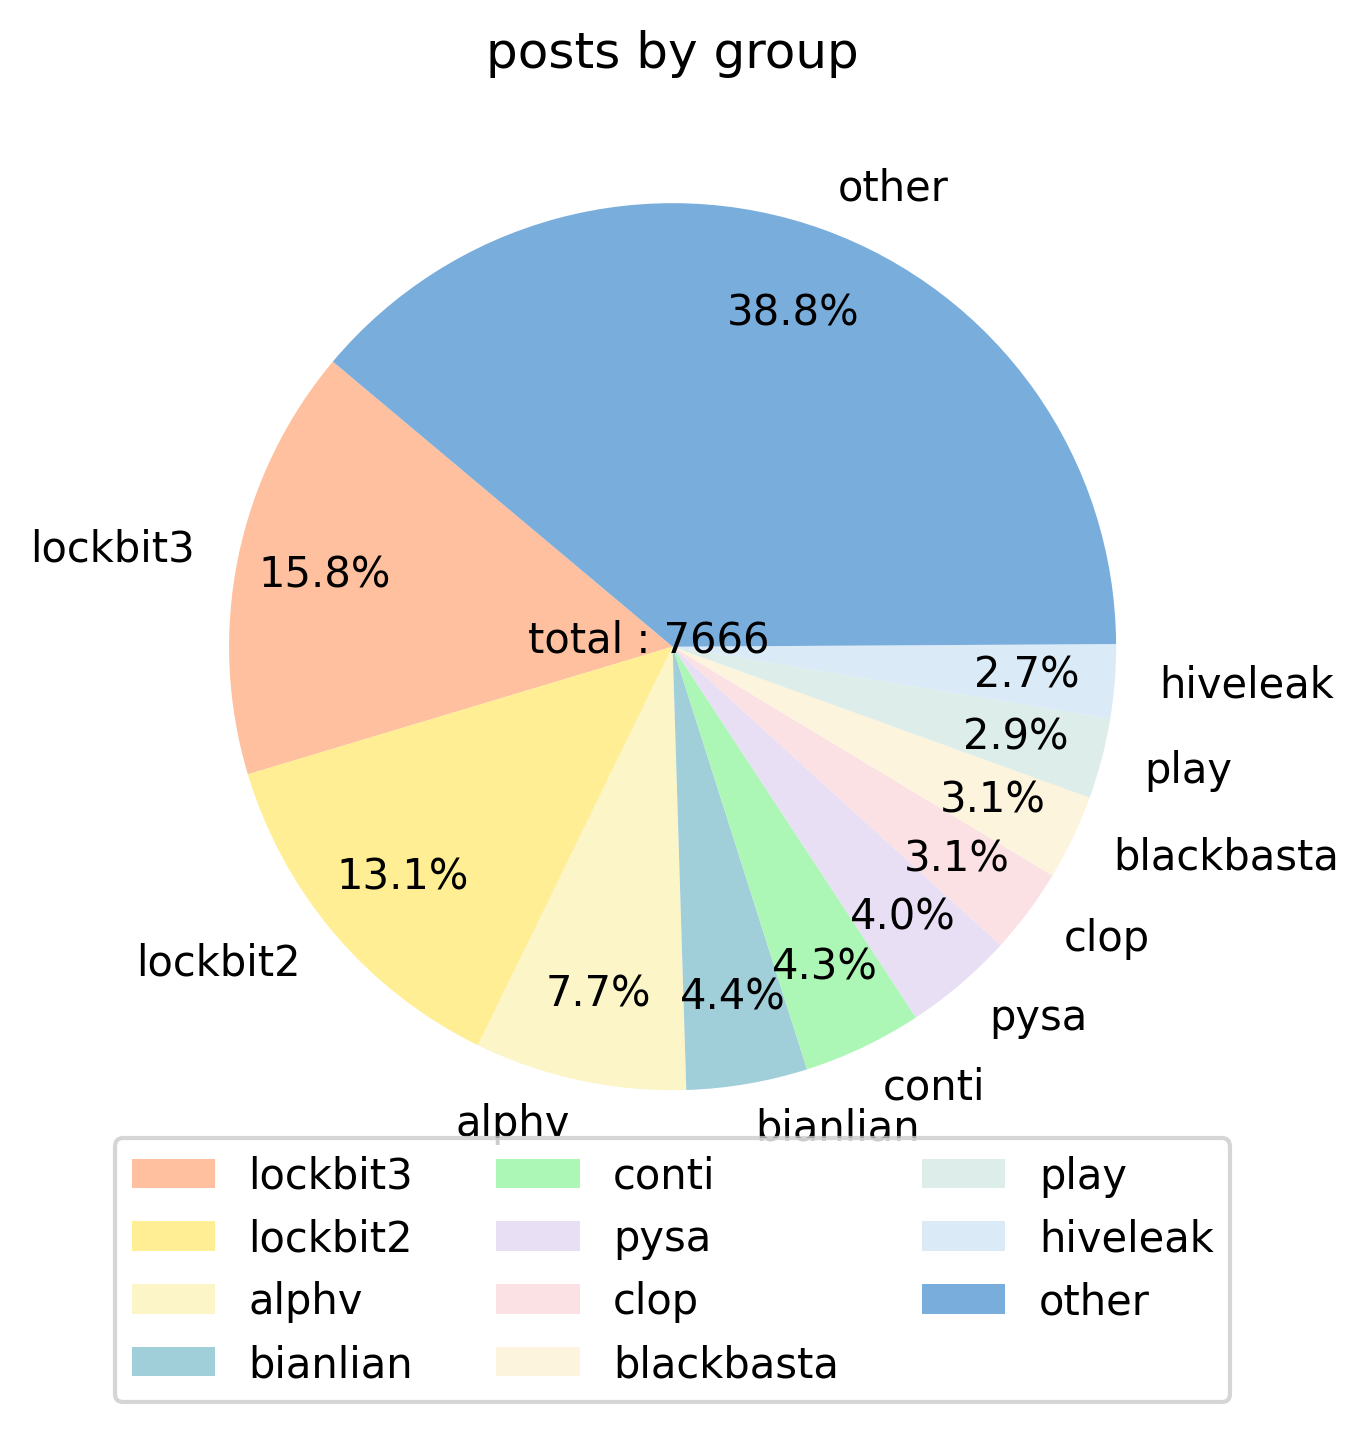 posts by group
other
38.8%
lockbit3
15.8%
total : 7666
2.7%
hiveleak
2.9%
play
3.1%
blackbasta
3.1%
clop
4.0%
pysa
4.3%
conti
4.4%
bianlian
7.7%
alphv
13.1%
lockbit2
lockbit3
lockbit2
alphv
bianlian
conti
pysa
clop
blackbasta
play
hiveleak
other